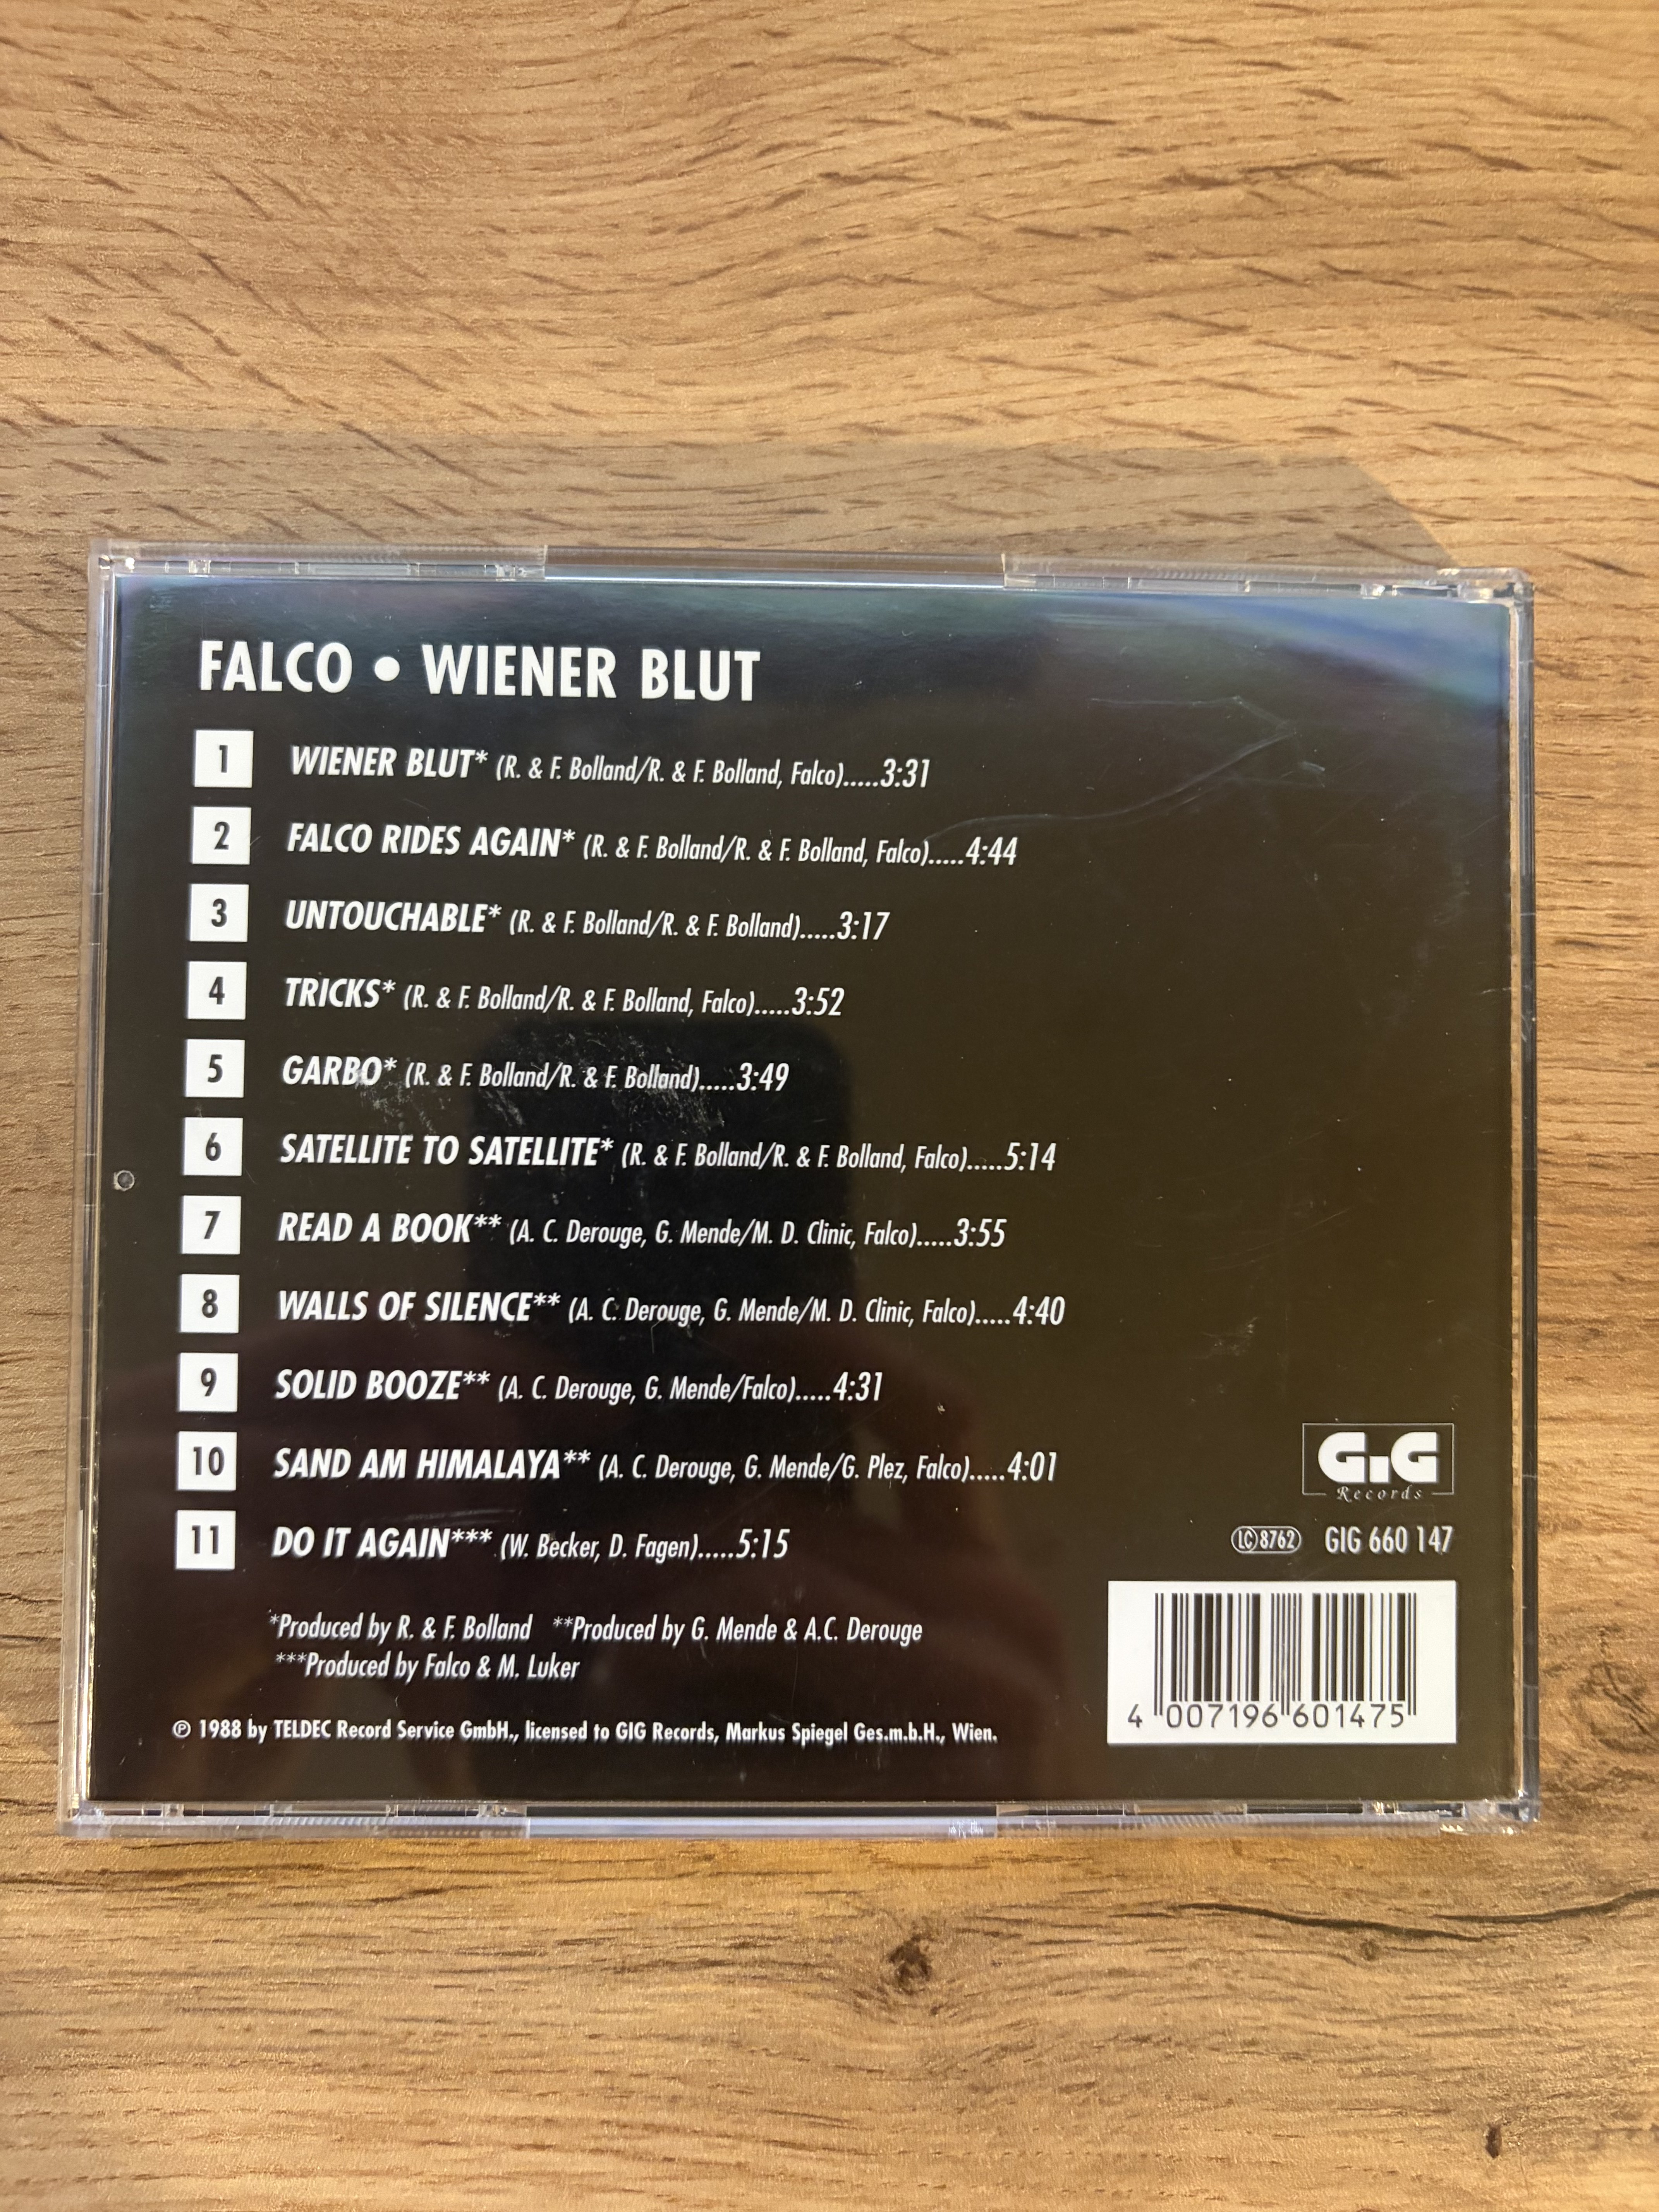 FALCO • WIENER BLUT
1 WIENER BLUT* (R. & F. Bolland/R. & F. Bolland, Falco).....3:31
2 FALCO RIDES AGAIN* (R. & F. Bolland/R. & F. Bolland, Falco).....4:44
3 UNTOUCHABLE* (R. & F. Bolland/R. & F. Bolland).....3:17
4 TRICKS* (R. & F. Bolland/R. & F. Bolland, Falco).....3:52
5 GARBO* (R. & F. Bolland/R. & F. Bolland).....3:49
6 SATELLITE TO SATELLITE* (R. & F. Bolland/R. & F. Bolland, Falco).....5:14
7 READ A BOOK** (A. C. Derouge, G. Mende/M. D. Clinic, Falco).....3:55
8 WALLS OF SILENCE** (A. C. Derouge, G. Mende/M. D. Clinic, Falco).....4:40
9 SOLID BOOZE** (A. C. Derouge, G. Mende/Falco).....4:31
10 SAND AM HIMALAYA** (A. C. Derouge, G. Mende/G. Plez, Falco).....4:01
11 DO IT AGAIN*** (W. Becker, D. Fagen).....5:15
G.G
Records
LC 8762 GIG 660 147
*Produced by R. & F. Bolland **Produced by G. Mende & A.C. Derouge
***Produced by Falco & M. Luker
℗ 1988 by TELDEC Record Service GmbH., licensed to GIG Records, Markus Spiegel Ges.m.b.H., Wien.
4 007196 601475